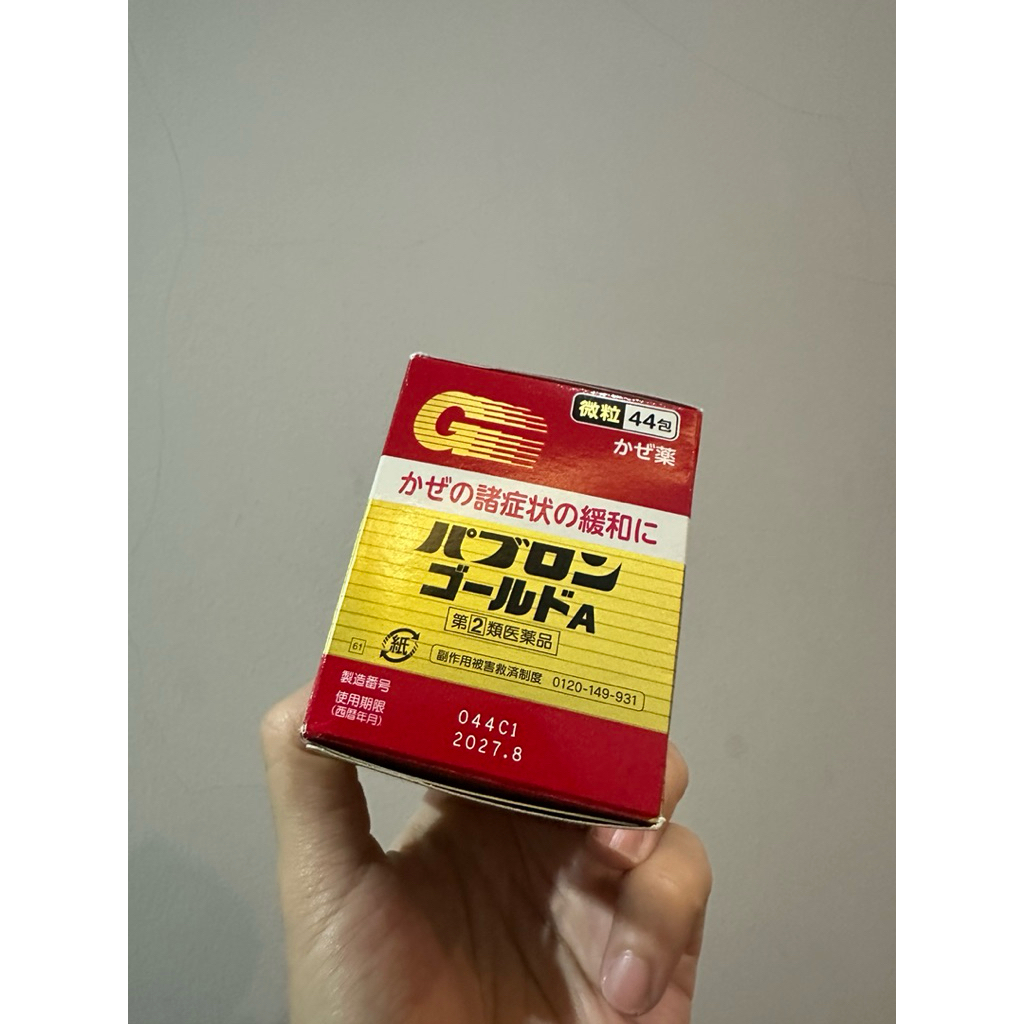 G
微粒 44包
かぜ薬
かぜの諸症状の緩和に
パブロン
ゴールドA
第②類医薬品
61 紙 副作用被害救済制度 0120-149-931
製造番号 044C1
使用期限 2027.8
(西暦年月)